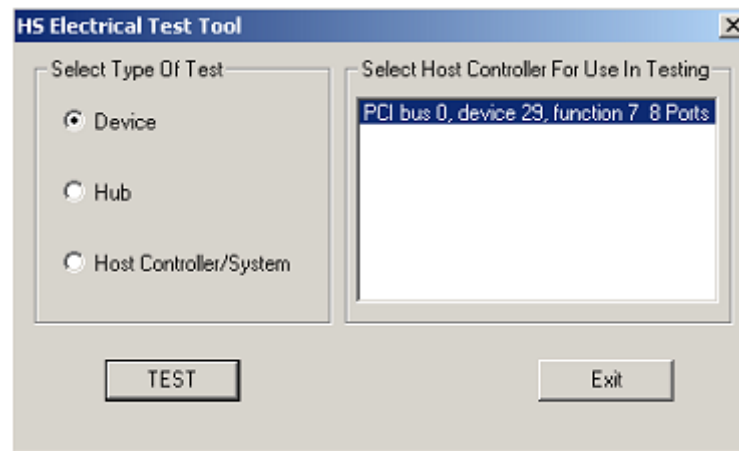 HS Electrical Test Tool
Select Type Of Test
Device
Hub
Host Controller/System
Select Host Controller For Use In Testing
PCI bus 0, device 29, function 7 8 Ports
TEST
Exit